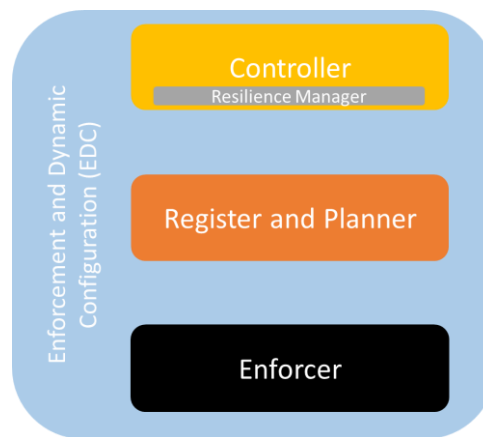 Enforcement and Dynamic
Configuration (EDC)
Controller
Resilience Manager
Register and Planner
Enforcer